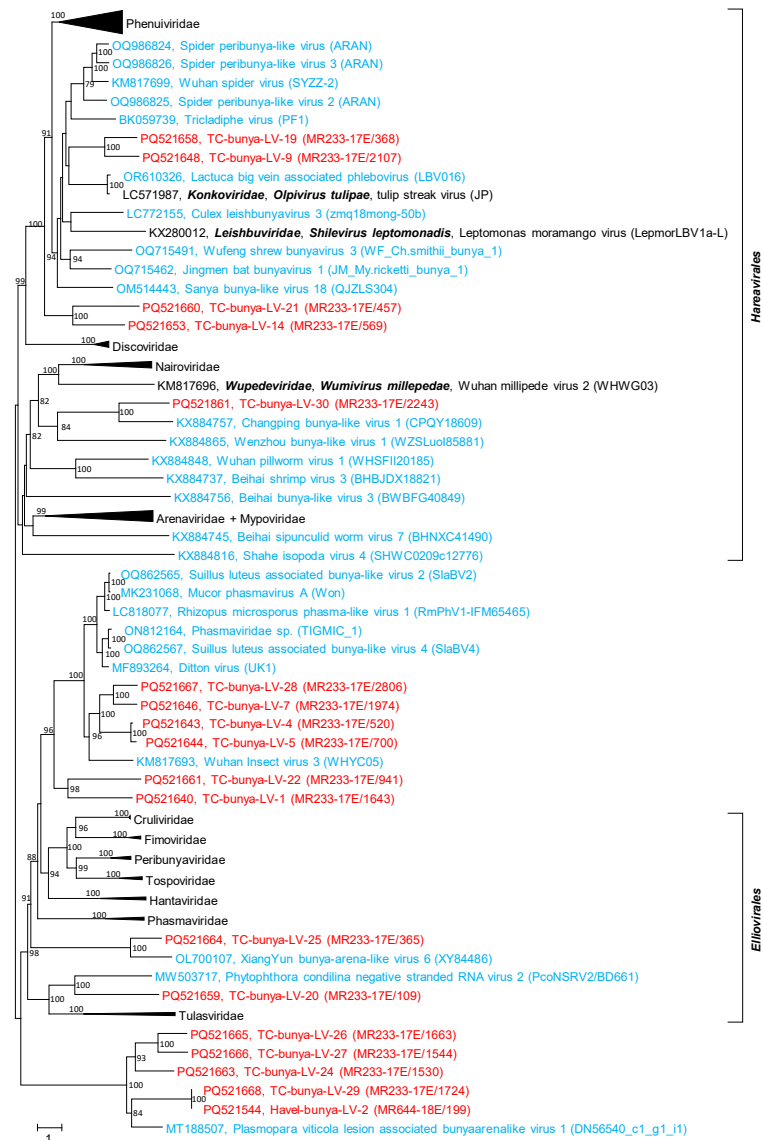 100 Phenuiviridae
OQ986824, Spider peribunya-like virus (ARAN)
100
OQ986826, Spider peribunya-like virus 3 (ARAN)
100
KM817699, Wuhan spider virus (SYZZ-2)
79
OQ986825, Spider peribunya-like virus 2 (ARAN)
BK059739, Tricladiphe virus (PF1)
91
PQ521658, TC-bunya-LV-19 (MR233-17E/368)
100
PQ521648, TC-bunya-LV-9 (MR233-17E/2107)
OR610326, Lactuca big vein associated phlebovirus (LBV016)
100
LC571987, Konkoviridae, Olpivirus tulipae, tulip streak virus (JP)
LC772155, Culex leishbunyavirus 3 (zmq18mong-50b)
100
KX280012, Leishbuviridae, Shilevirus leptomonadis, Leptomonas moramango virus (LepmorLBV1a-L)
OQ715491, Wufeng shrew bunyavirus 3 (WF_Ch.smithii_bunya_1)
94 94
OQ715462, Jingmen bat bunyavirus 1 (JM_My.ricketti_bunya_1)
99
OM514443, Sanya bunya-like virus 18 (QJZLS304)
PQ521660, TC-bunya-LV-21 (MR233-17E/457)
100
PQ521653, TC-bunya-LV-14 (MR233-17E/569)
100 Discoviridae
Hareavirales
100 Nairoviridae
KM817696, Wupedeviridae, Wumivirus millepedae, Wuhan millipede virus 2 (WHWG03)
82
PQ521861, TC-bunya-LV-30 (MR233-17E/2243)
100
KX884757, Changping bunya-like virus 1 (CPQY18609)
84
82
KX884865, Wenzhou bunya-like virus 1 (WZSLuoI85881)
KX884848, Wuhan pillworm virus 1 (WHSFII20185)
100
KX884737, Beihai shrimp virus 3 (BHBJDX18821)
KX884756, Beihai bunya-like virus 3 (BWBFG40849)
99 Arenaviridae + Mypoviridae
KX884745, Beihai sipunculid worm virus 7 (BHNXC41490)
KX884816, Shahe isopoda virus 4 (SHWC0209c12776)
OQ862565, Suillus luteus associated bunya-like virus 2 (SlaBV2)
100
MK231068, Mucor phasmavirus A (Won)
100
LC818077, Rhizopus microsporus phasma-like virus 1 (RmPhV1-IFM65465)
100
ON812164, Phasmaviridae sp. (TIGMIC_1)
100
OQ862567, Suillus luteus associated bunya-like virus 4 (SlaBV4)
100
MF893264, Ditton virus (UK1)
100
PQ521667, TC-bunya-LV-28 (MR233-17E/2806)
100
PQ521646, TC-bunya-LV-7 (MR233-17E/1974)
96
PQ521643, TC-bunya-LV-4 (MR233-17E/520)
96 100
PQ521644, TC-bunya-LV-5 (MR233-17E/700)
KM817693, Wuhan Insect virus 3 (WHYC05)
PQ521661, TC-bunya-LV-22 (MR233-17E/941)
98
PQ521640, TC-bunya-LV-1 (MR233-17E/1643)
100 Cruliviridae
96
100 Fimoviridae
100
88
100 Peribunyaviridae
99
94
100 Tospoviridae
91
100 Hantaviridae
100 Phasmaviridae
Elliovirales
PQ521664, TC-bunya-LV-25 (MR233-17E/365)
100
98
OL700107, XiangYun bunya-arena-like virus 6 (XY84486)
MW503717, Phytophthora condilina negative stranded RNA virus 2 (PcoNSRV2/BD661)
100
PQ521659, TC-bunya-LV-20 (MR233-17E/109)
100
100 Tulasviridae
PQ521665, TC-bunya-LV-26 (MR233-17E/1663)
100
PQ521666, TC-bunya-LV-27 (MR233-17E/1544)
93
PQ521663, TC-bunya-LV-24 (MR233-17E/1530)
100
PQ521668, TC-bunya-LV-29 (MR233-17E/1724)
100
PQ521544, Havel-bunya-LV-2 (MR644-18E/199)
84
MT188507, Plasmopara viticola lesion associated bunyaarenalike virus 1 (DN56540_c1_g1_i1)
1